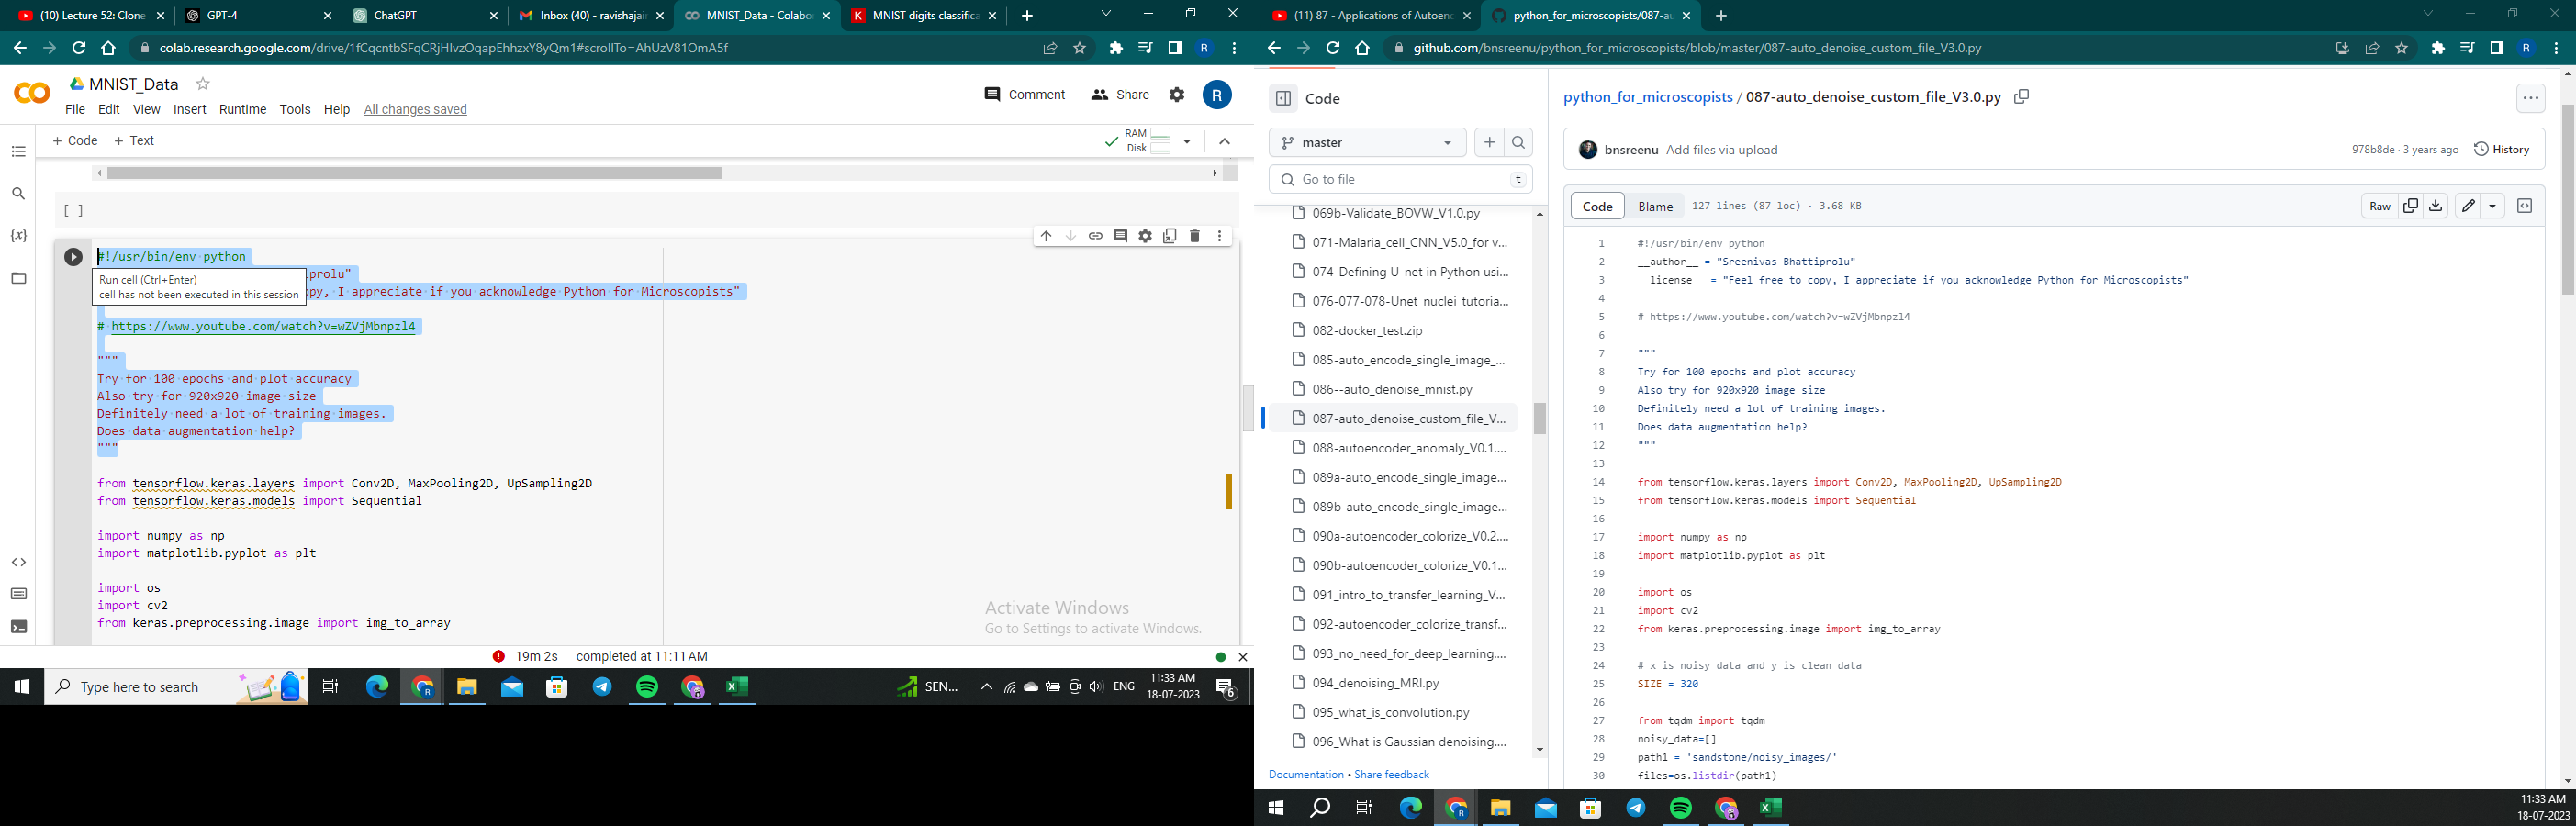 (10) Lecture 52: Clone
GPT-4
ChatGPT
Inbox (40) - ravishajain
MNIST_Data - Colabo
MNIST digits classifica
colab.research.google.com/drive/1fCqcntbSFqCRjHIvzOqapEhhzxY8yQm1#scrollTo=AhUzV81OmA5f
R
MNIST_Data
File Edit View Insert Runtime Tools Help All changes saved
Comment
Share
R
+ Code + Text
RAM
Disk
[ ]
#!/usr/bin/env python
iprolu"
Run cell (Ctrl+Enter)
cell has not been executed in this session
opy, I appreciate if you acknowledge Python for Microscopists"
# https://www.youtube.com/watch?v=wZVjMbnpzl4
"""
Try for 100 epochs and plot accuracy
Also try for 920x920 image size
Definitely need a lot of training images.
Does data augmentation help?
"""
from tensorflow.keras.layers import Conv2D, MaxPooling2D, UpSampling2D
from tensorflow.keras.models import Sequential
import numpy as np
import matplotlib.pyplot as plt
import os
import cv2
from keras.preprocessing.image import img_to_array
{x}
Activate Windows
Go to Settings to activate Windows.
19m 2s completed at 11:11 AM
Type here to search
SEN...
ENG
11:33 AM
18-07-2023
6
(11) 87 - Applications of Autoenc
python_for_microscopists/087-au
github.com/bnsreenu/python_for_microscopists/blob/master/087-auto_denoise_custom_file_V3.0.py
R
Code
master
Go to file
t
069b-Validate_BOVW_V1.0.py
071-Malaria_cell_CNN_V5.0_for v...
074-Defining U-net in Python usi...
076-077-078-Unet_nuclei_tutoria...
082-docker_test.zip
085-auto_encode_single_image_...
086--auto_denoise_mnist.py
087-auto_denoise_custom_file_V...
088-autoencoder_anomaly_V0.1....
089a-auto_encode_single_image...
089b-auto_encode_single_image...
090a-autoencoder_colorize_V0.2....
090b-autoencoder_colorize_V0.1...
091_intro_to_transfer_learning_V...
092-autoencoder_colorize_transf...
093_no_need_for_deep_learning....
094_denoising_MRI.py
095_what_is_convolution.py
096_What is Gaussian denoising....
Documentation • Share feedback
python_for_microscopists / 087-auto_denoise_custom_file_V3.0.py
bnsreenu Add files via upload
978b8de · 3 years ago
History
Code Blame 127 lines (87 loc) · 3.68 KB
Raw
1 #!/usr/bin/env python
2 __author__ = "Sreenivas Bhattiprolu"
3 __license__ = "Feel free to copy, I appreciate if you acknowledge Python for Microscopists"
4
5 # https://www.youtube.com/watch?v=wZVjMbnpzl4
6
7 """
8 Try for 100 epochs and plot accuracy
9 Also try for 920x920 image size
10 Definitely need a lot of training images.
11 Does data augmentation help?
12 """
13
14 from tensorflow.keras.layers import Conv2D, MaxPooling2D, UpSampling2D
15 from tensorflow.keras.models import Sequential
16
17 import numpy as np
18 import matplotlib.pyplot as plt
19
20 import os
21 import cv2
22 from keras.preprocessing.image import img_to_array
23
24 # x is noisy data and y is clean data
25 SIZE = 320
26
27 from tqdm import tqdm
28 noisy_data=[]
29 path1 = 'sandstone/noisy_images/'
30 files=os.listdir(path1)
11:33 AM
18-07-2023